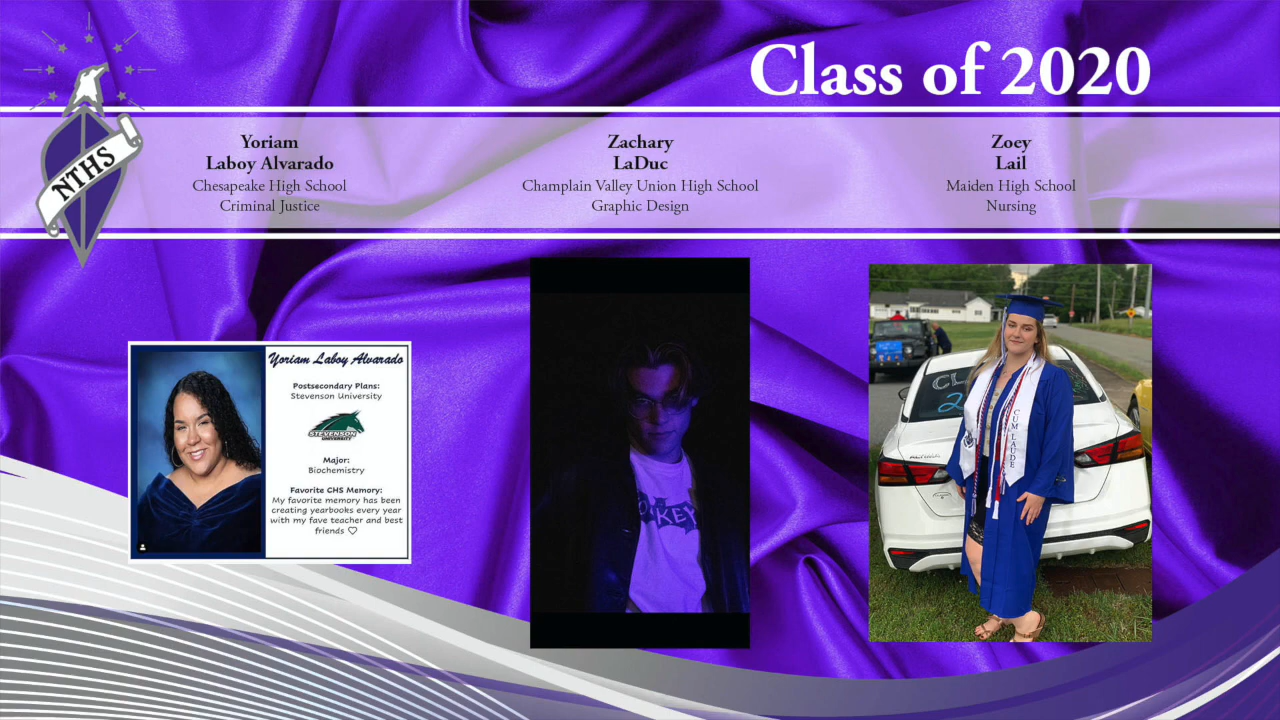 Class of 2020
NTHS
Yoriam
Laboy Alvarado
Chesapeake High School
Criminal Justice
Zachary
LaDuc
Champlain Valley Union High School
Graphic Design
Zoey
Lail
Maiden High School
Nursing
Yoriam Laboy Alvarado
Postsecondary Plans:
Stevenson University
STEVENSON
UNIVERSITY
Major:
Biochemistry
Favorite CHS Memory:
My favorite memory has been
creating yearbooks every year
with my fave teacher and best
friends ♡
CUM LAUDE
ALTIMA